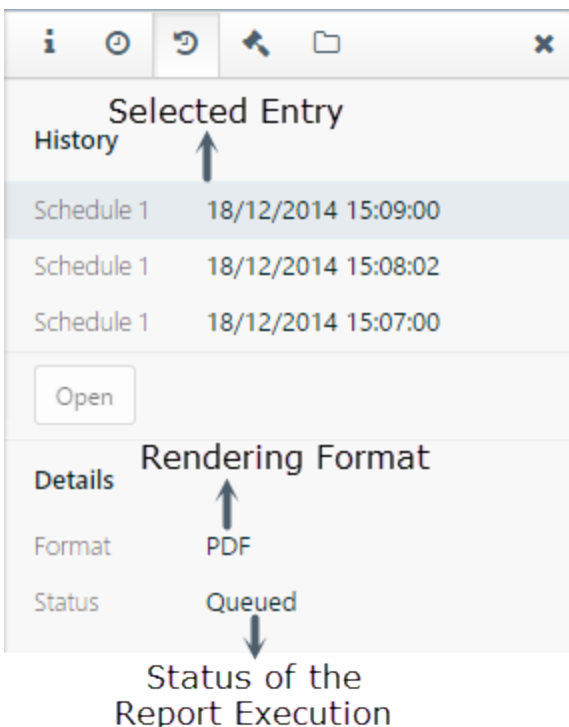 Selected Entry
History
Schedule 1 18/12/2014 15:09:00
Schedule 1 18/12/2014 15:08:02
Schedule 1 18/12/2014 15:07:00
Open
Rendering Format
Details
Format PDF
Status Queued
Status of the
Report Execution